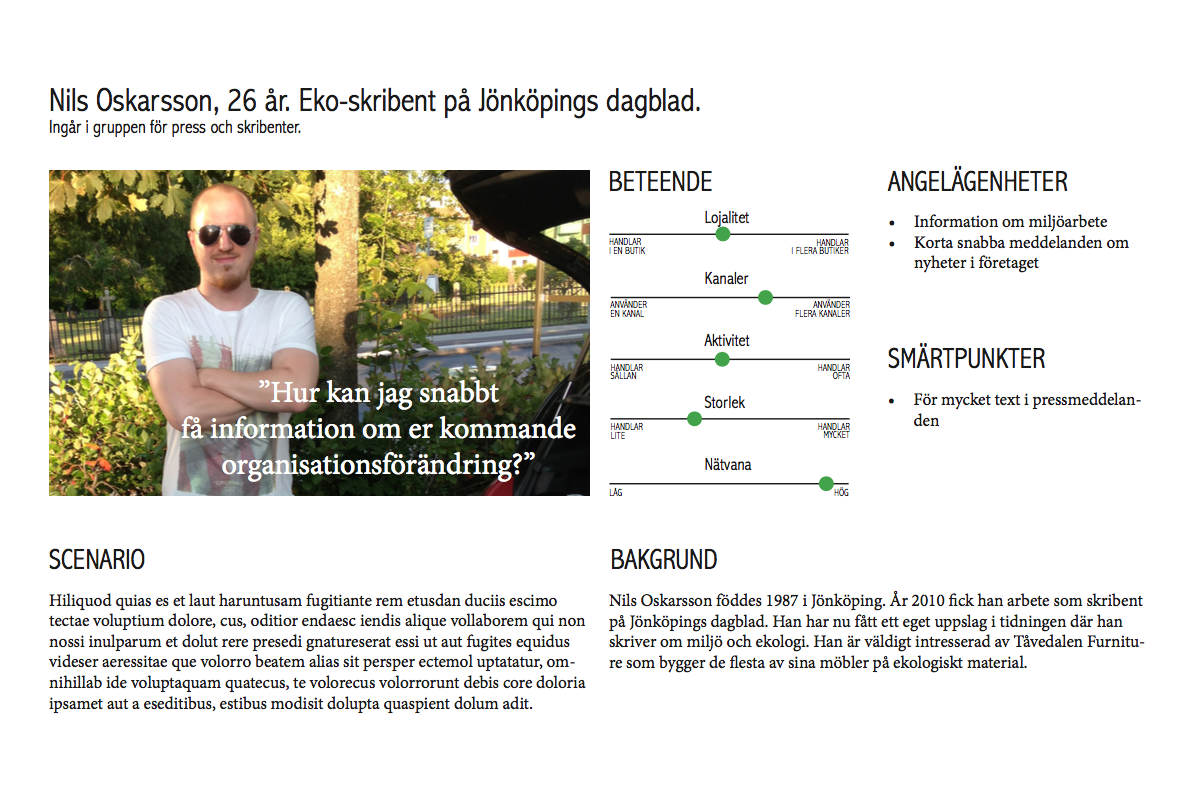 Nils Oskarsson, 26 år. Eko-skribent på Jönköpings dagblad.
Ingår i gruppen för press och skribenter.
”Hur kan jag snabbt
få information om er kommande
organisationsförändring?”
BETEENDE
Lojalitet
HANDLAR
I EN BUTIK
HANDLAR
I FLERA BUTIKER
Kanaler
ANVÄNDER
EN KANAL
ANVÄNDER
FLERA KANALER
Aktivitet
HANDLAR
SÄLLAN
HANDLAR
OFTA
Storlek
HANDLAR
LITE
HANDLAR
MYCKET
Nätvana
LÅG
HÖG
ANGELÄGENHETER
• Information om miljöarbete
• Korta snabba meddelanden om
nyheter i företaget
SMÄRTPUNKTER
• För mycket text i pressmeddelan-
den
SCENARIO
Hiliquod quias es et laut haruntusam fugitiante rem etusdan duciis escimo
tectae voluptium dolore, cus, oditior endaesc iendis alique vollaborem qui non
nossi inulparum et dolut rere presedi gnatureserat essi ut aut fugites equidus
videser aeressitae que volorro beatem alias sit persper ectemol uptatatur, om-
nihillab ide voluptaquam quatecus, te volorecus volorrorunt debis core doloria
ipsamet aut a eseditibus, estibus modisit dolupta quaspient dolum adit.
BAKGRUND
Nils Oskarsson föddes 1987 i Jönköping. År 2010 fick han arbete som skribent
på Jönköpings dagblad. Han har nu fått ett eget uppslag i tidningen där han
skriver om miljö och ekologi. Han är väldigt intresserad av Tåvedalen Furnitu-
re som bygger de flesta av sina möbler på ekologiskt material.